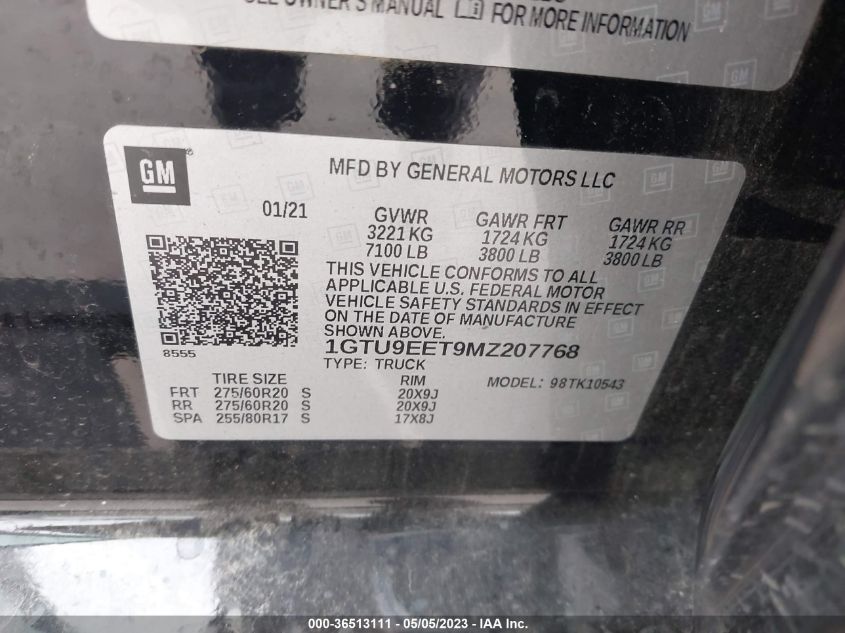 SEE OWNER'S MANUAL FOR MORE INFORMATION
GM
MFD BY GENERAL MOTORS LLC
01/21
GVWR GAWR FRT GAWR RR
3221 KG 1724 KG 1724 KG
7100 LB 3800 LB 3800 LB
THIS VEHICLE CONFORMS TO ALL
APPLICABLE U.S. FEDERAL MOTOR
VEHICLE SAFETY STANDARDS IN EFFECT
ON THE DATE OF MANUFACTURE
SHOWN ABOVE.
8555
1GTU9EET9MZ207768
TYPE: TRUCK
MODEL: 98TK10543
TIRE SIZE RIM
FRT 275/60R20 S 20X9J
RR 275/60R20 S 20X9J
SPA 255/80R17 S 17X8J
000-36513111 - 05/05/2023 - IAA Inc.